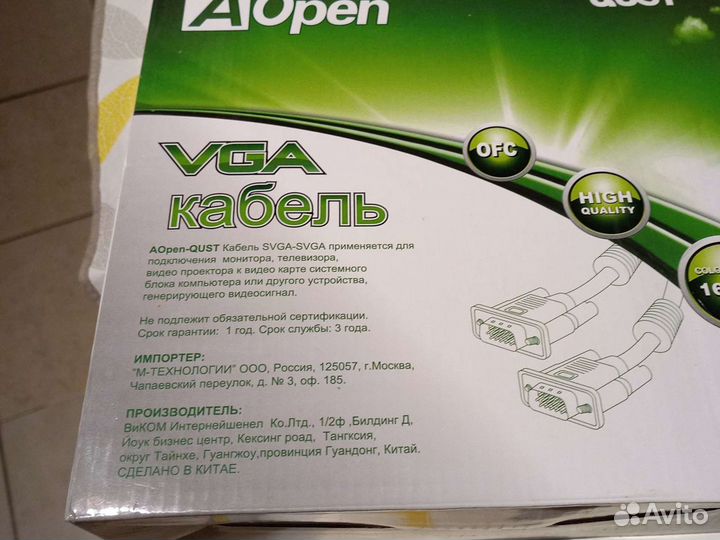 AOpen
QUST
VGA
кабель
OFC
HIGH
QUALITY
16
AOpen-QUST Кабель SVGA-SVGA применяется для
подключения монитора, телевизора,
видео проектора к видео карте системного
блока компьютера или другого устройства,
генерирующего видеосигнал.
Не подлежит обязательной сертификации.
Срок гарантии: 1 год. Срок службы: 3 года.
ИМПОРТЕР:
"М-ТЕХНОЛОГИИ" ООО, Россия, 125057, г.Москва,
Чапаевский переулок, д. № 3, оф. 185.
ПРОИЗВОДИТЕЛЬ:
ВиКОМ Интернейшенел Ко.Лтд., 1/2ф ,Билдинг Д,
Йоук бизнес центр, Кексинг роад, Тангксия,
округ Тайнхе, Гуангжоу,провинция Гуандонг, Китай.
СДЕЛАНО В КИТАЕ.
Avito